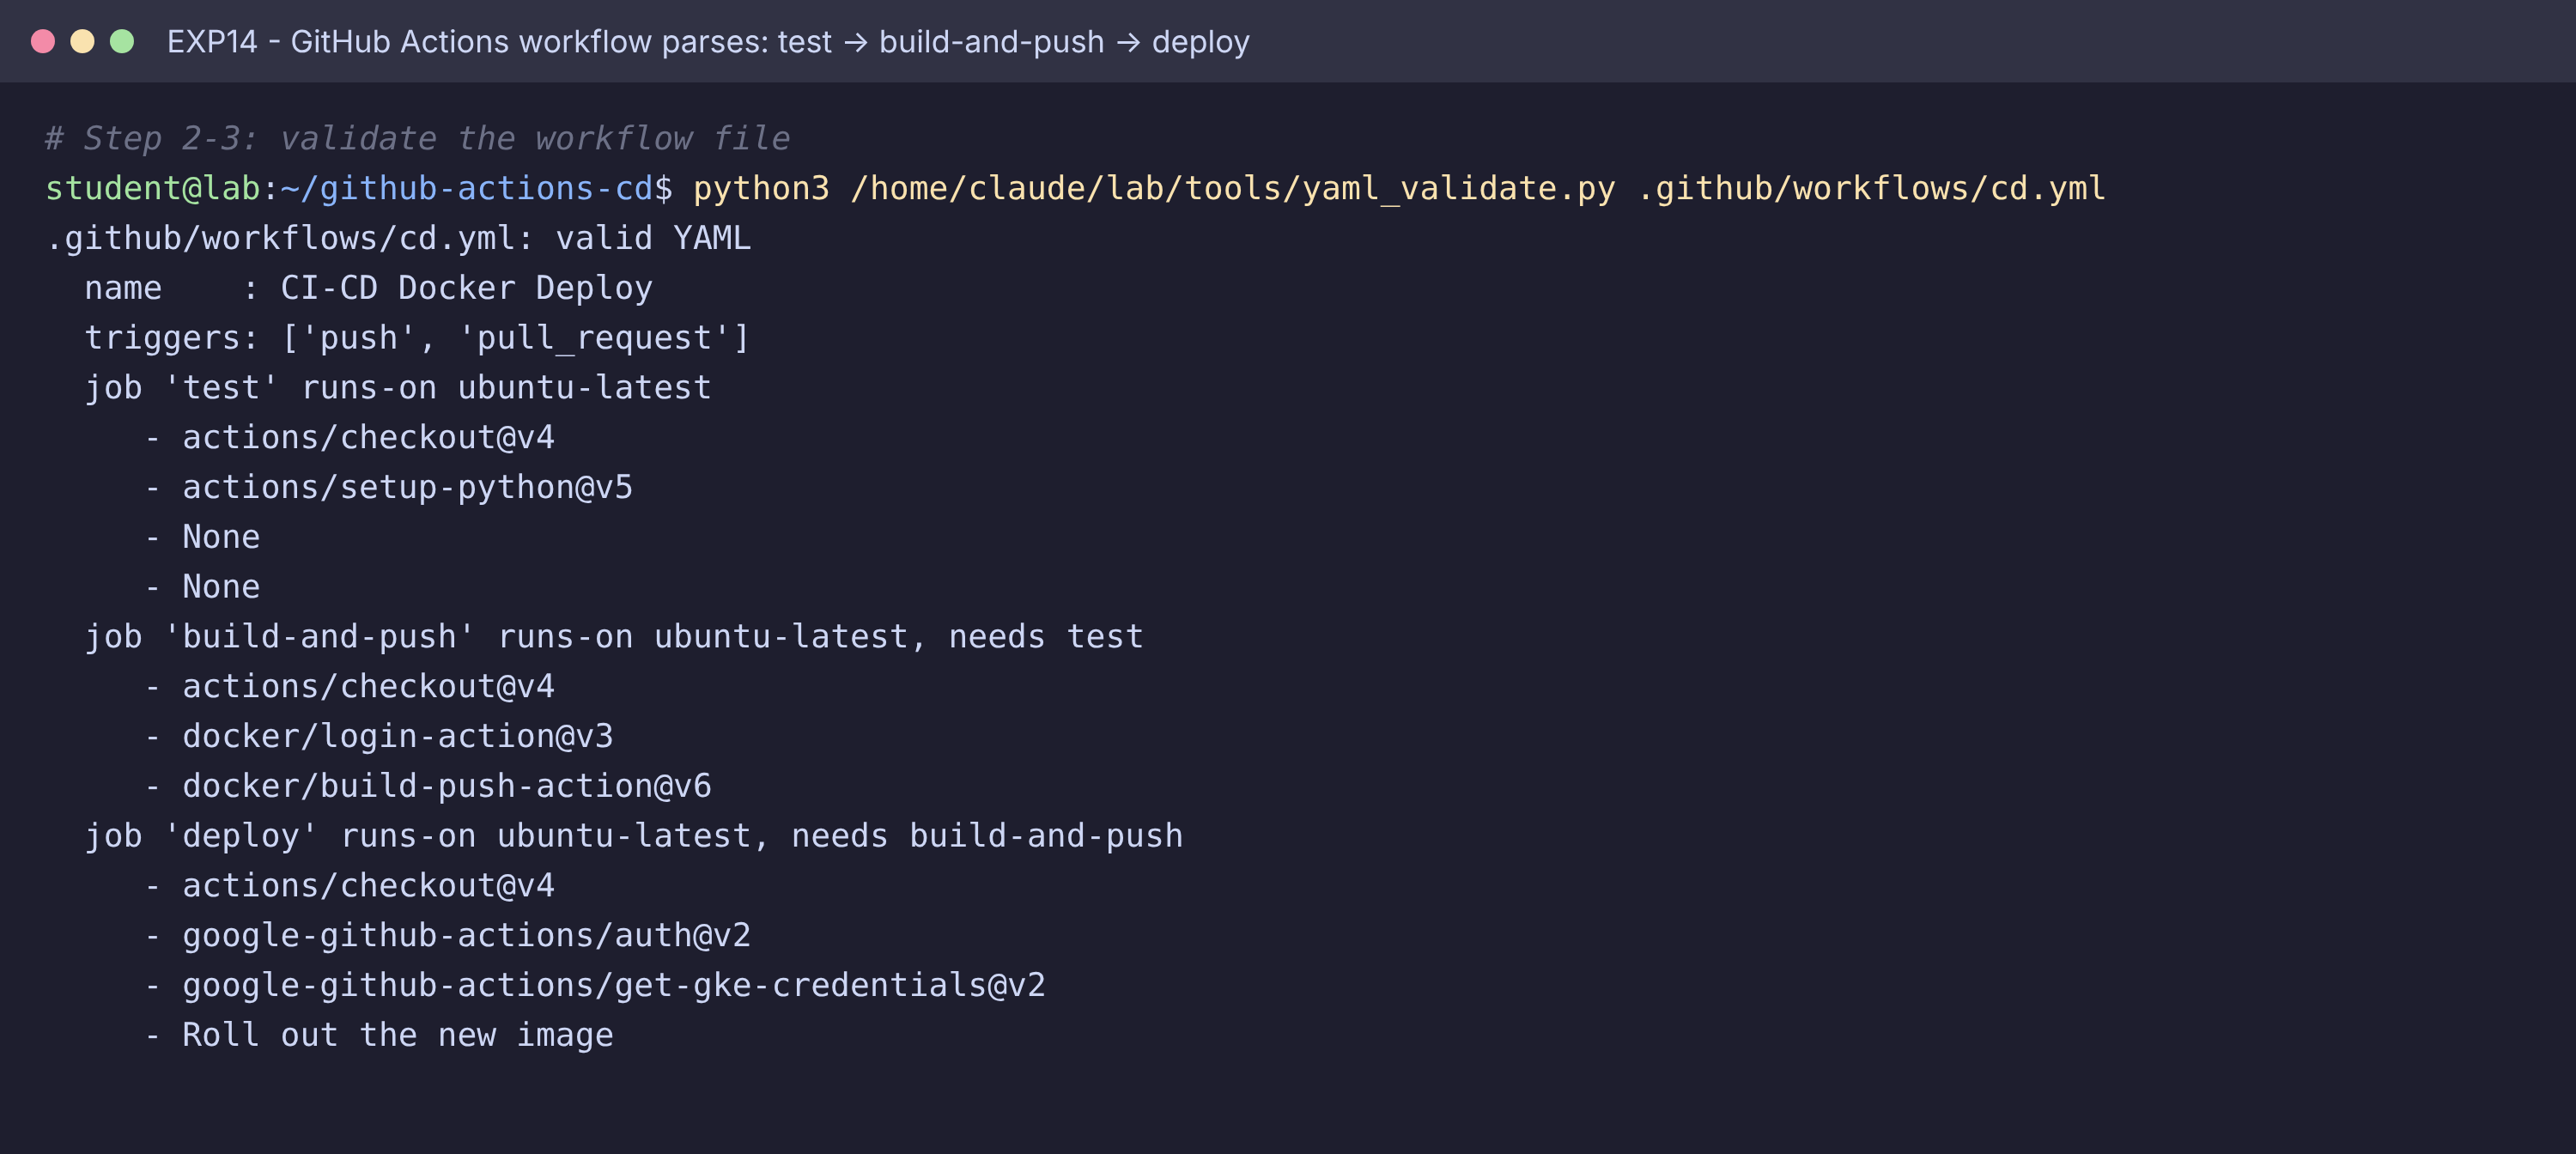 EXP14 - GitHub Actions workflow parses: test → build-and-push → deploy
# Step 2-3: validate the workflow file
student@lab:~/github-actions-cd$ python3 /home/claude/lab/tools/yaml_validate.py .github/workflows/cd.yml
.github/workflows/cd.yml: valid YAML
  name    : CI-CD Docker Deploy
  triggers: ['push', 'pull_request']
  job 'test' runs-on ubuntu-latest
     - actions/checkout@v4
     - actions/setup-python@v5
     - None
     - None
  job 'build-and-push' runs-on ubuntu-latest, needs test
     - actions/checkout@v4
     - docker/login-action@v3
     - docker/build-push-action@v6
  job 'deploy' runs-on ubuntu-latest, needs build-and-push
     - actions/checkout@v4
     - google-github-actions/auth@v2
     - google-github-actions/get-gke-credentials@v2
     - Roll out the new image